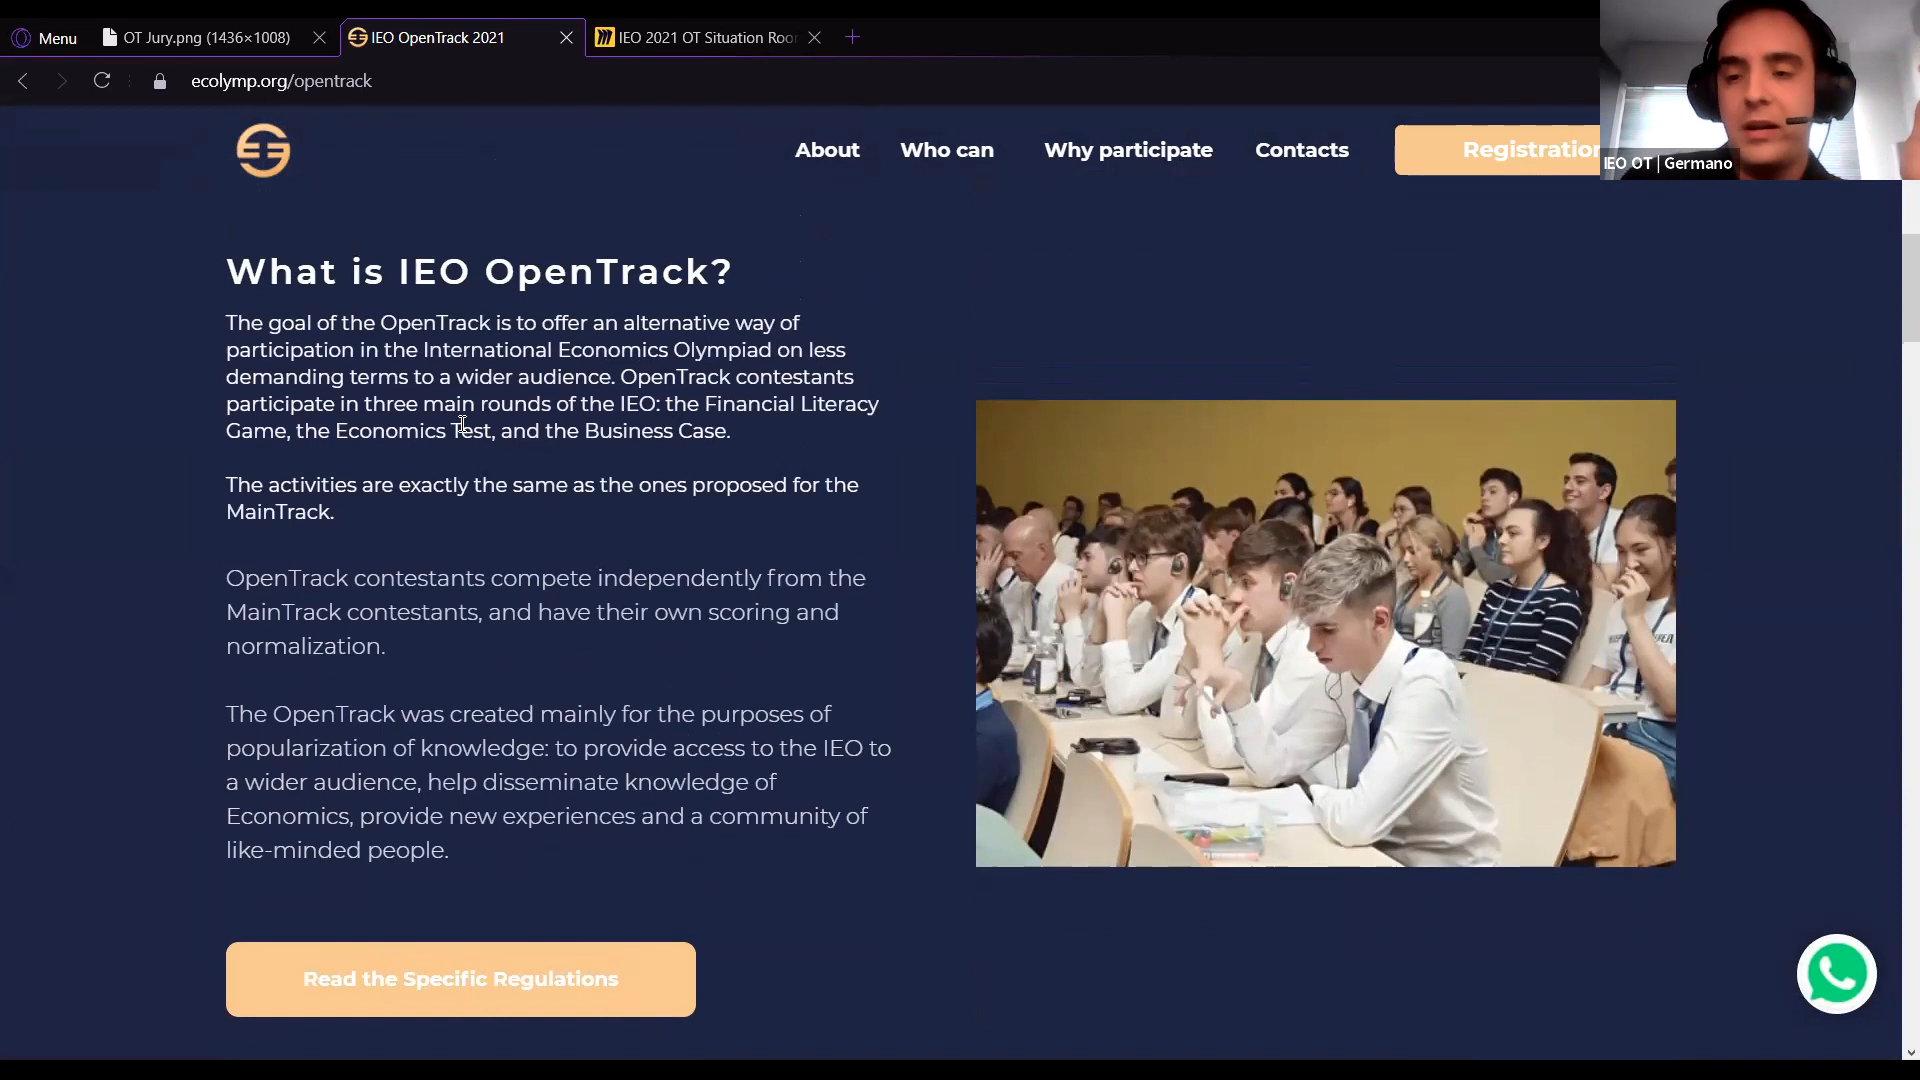 Menu
OT Jury.png (1436×1008)
IEO OpenTrack 2021
IEO 2021 OT Situation Roo
ecolymp.org/opentrack
About
Who can
Why participate
Contacts
Registration
IEO OT | Germano
What is IEO OpenTrack?
The goal of the OpenTrack is to offer an alternative way of
participation in the International Economics Olympiad on less
demanding terms to a wider audience. OpenTrack contestants
participate in three main rounds of the IEO: the Financial Literacy
Game, the Economics Test, and the Business Case.
The activities are exactly the same as the ones proposed for the
MainTrack.
OpenTrack contestants compete independently from the
MainTrack contestants, and have their own scoring and
normalization.
The OpenTrack was created mainly for the purposes of
popularization of knowledge: to provide access to the IEO to
a wider audience, help disseminate knowledge of
Economics, provide new experiences and a community of
like-minded people.
Read the Specific Regulations